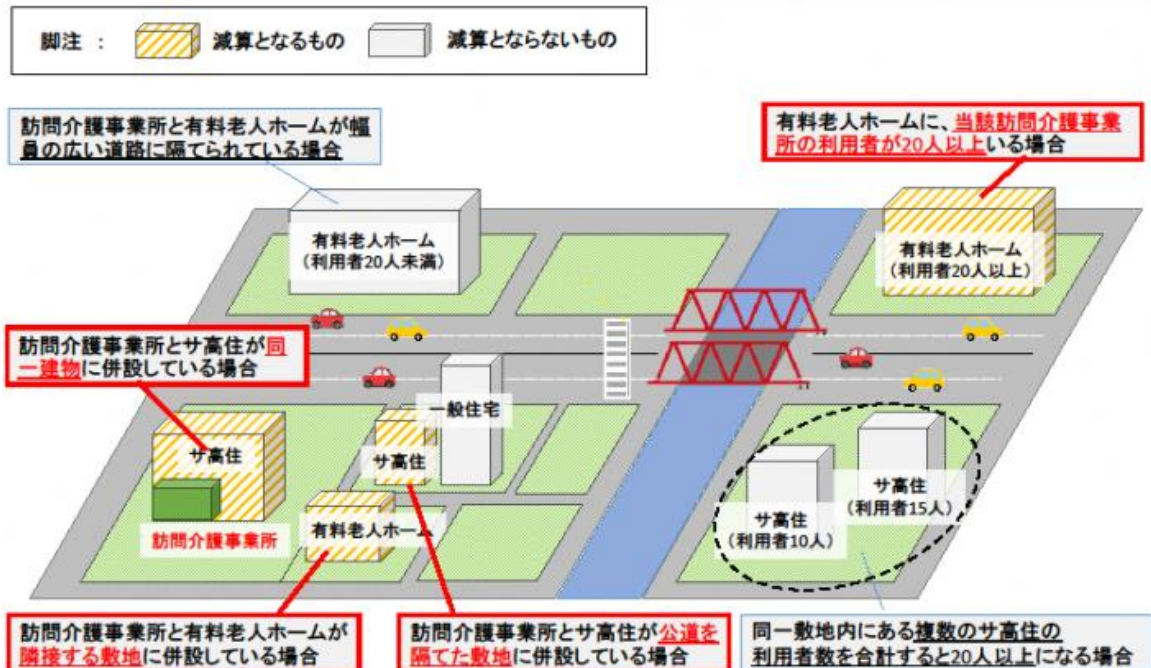 脚注 : 減算となるもの 減算とならないもの
訪問介護事業所と有料老人ホームが幅
員の広い道路に隔てられている場合
有料老人ホームに、当該訪問介護事業
所の利用者が20人以上いる場合
有料老人ホーム
(利用者20人未満)
有料老人ホーム
(利用者20人以上)
訪問介護事業所とサ高住が同
一建物に併設している場合
一般住宅
サ高住
サ高住
サ高住
(利用者15人)
サ高住
(利用者10人)
訪問介護事業所
有料老人ホーム
訪問介護事業所と有料老人ホームが
隣接する敷地に併設している場合
訪問介護事業所とサ高住が公道を
隔てた敷地に併設している場合
同一敷地内にある複数のサ高住の
利用者数を合計すると20人以上になる場合